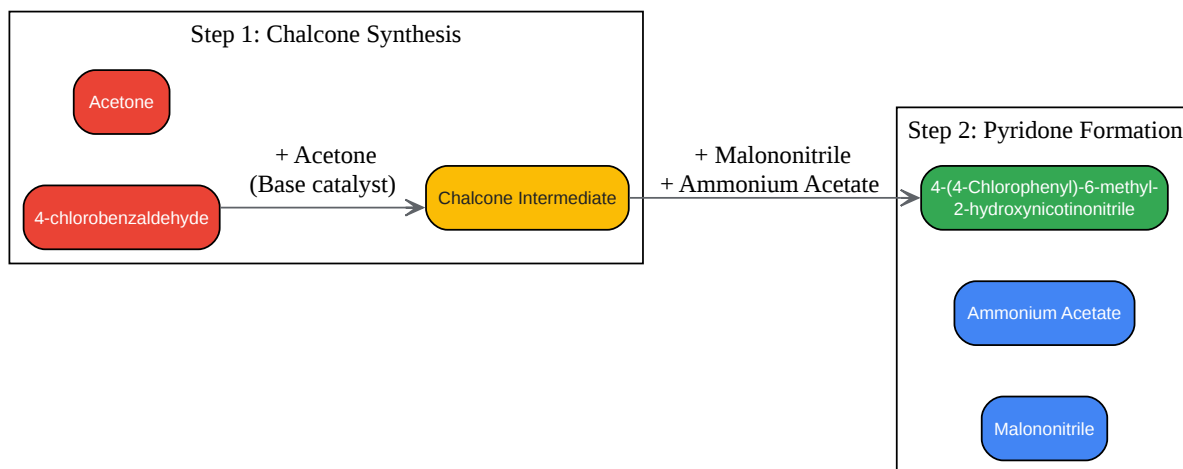 Step 1: Chalcone Synthesis
Acetone
4-chlorobenzaldehyde
+ Acetone
(Base catalyst)
Chalcone Intermediate
+ Malononitrile
+ Ammonium Acetate
Step 2: Pyridone Formation
4-(4-Chlorophenyl)-6-methyl-
2-hydroxynicotinonitrile
Ammonium Acetate
Malononitrile